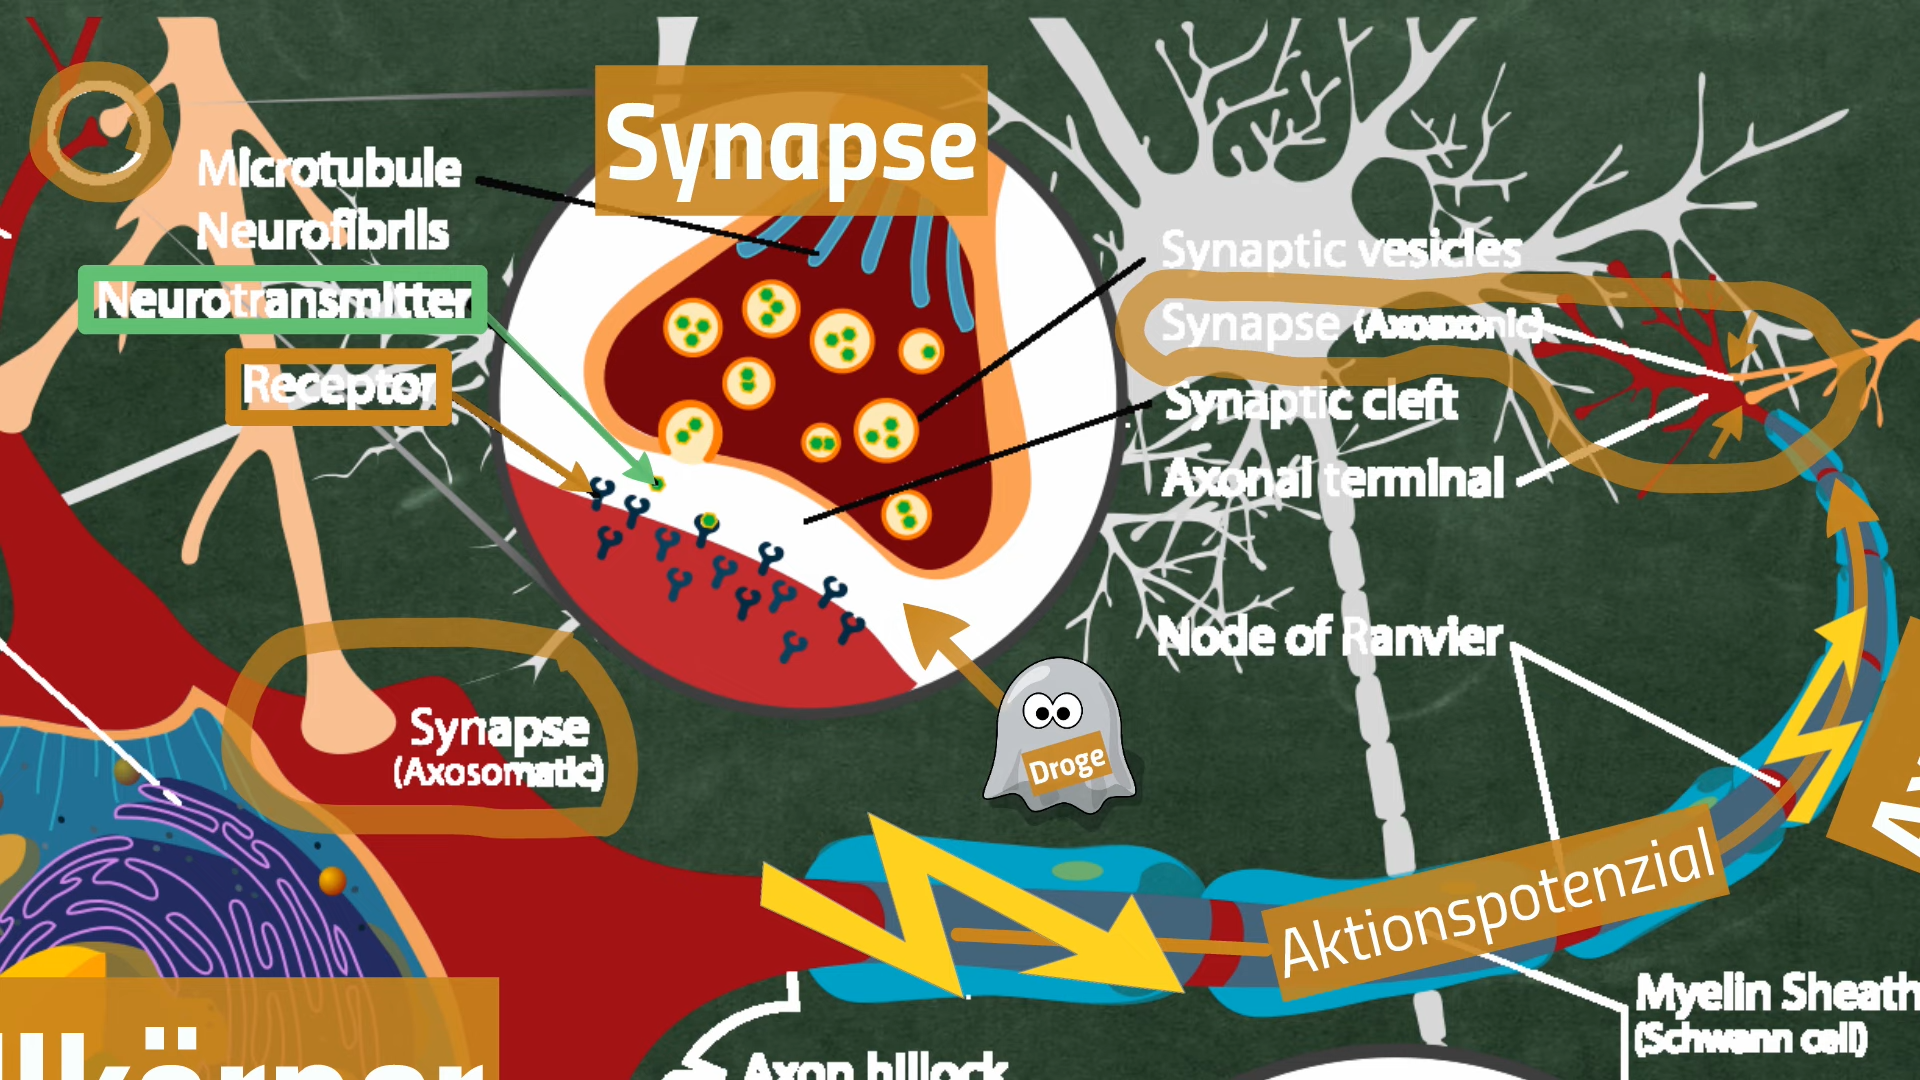 Synapse
Microtubule
Neurofibrils
Neurotransmitter
Receptor
Synaptic vesicles
Synapse (Axoaxonic)
Synaptic cleft
Axonal terminal
Node of Ranvier
Synapse
(Axosomatic)
Droge
Aktionspotenzial
Myelin Sheath
(Schwann cell)
Axon hillock